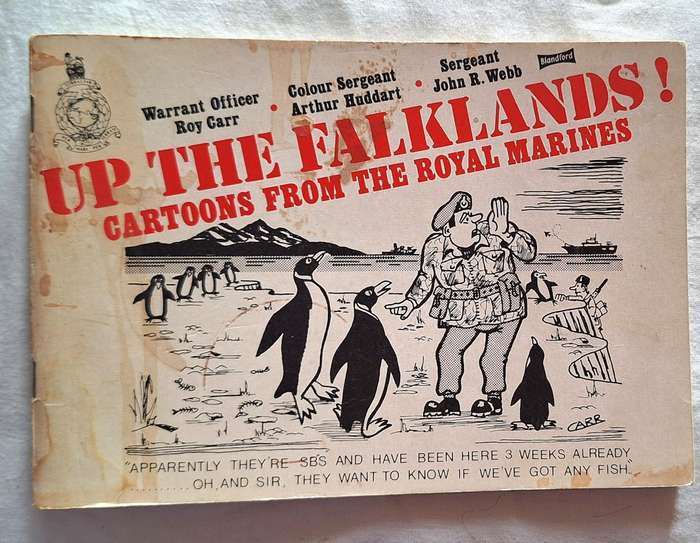 Warrant Officer
Roy Carr
Colour Sergeant
Arthur Huddart
Sergeant
John R. Webb
Blandford
UP THE FALKLANDS!
CARTOONS FROM THE ROYAL MARINES
CARR
"APPARENTLY THEY'RE SBS AND HAVE BEEN HERE 3 WEEKS ALREADY
OH AND SIR, THEY WANT TO KNOW IF WE'VE GOT ANY FISH."